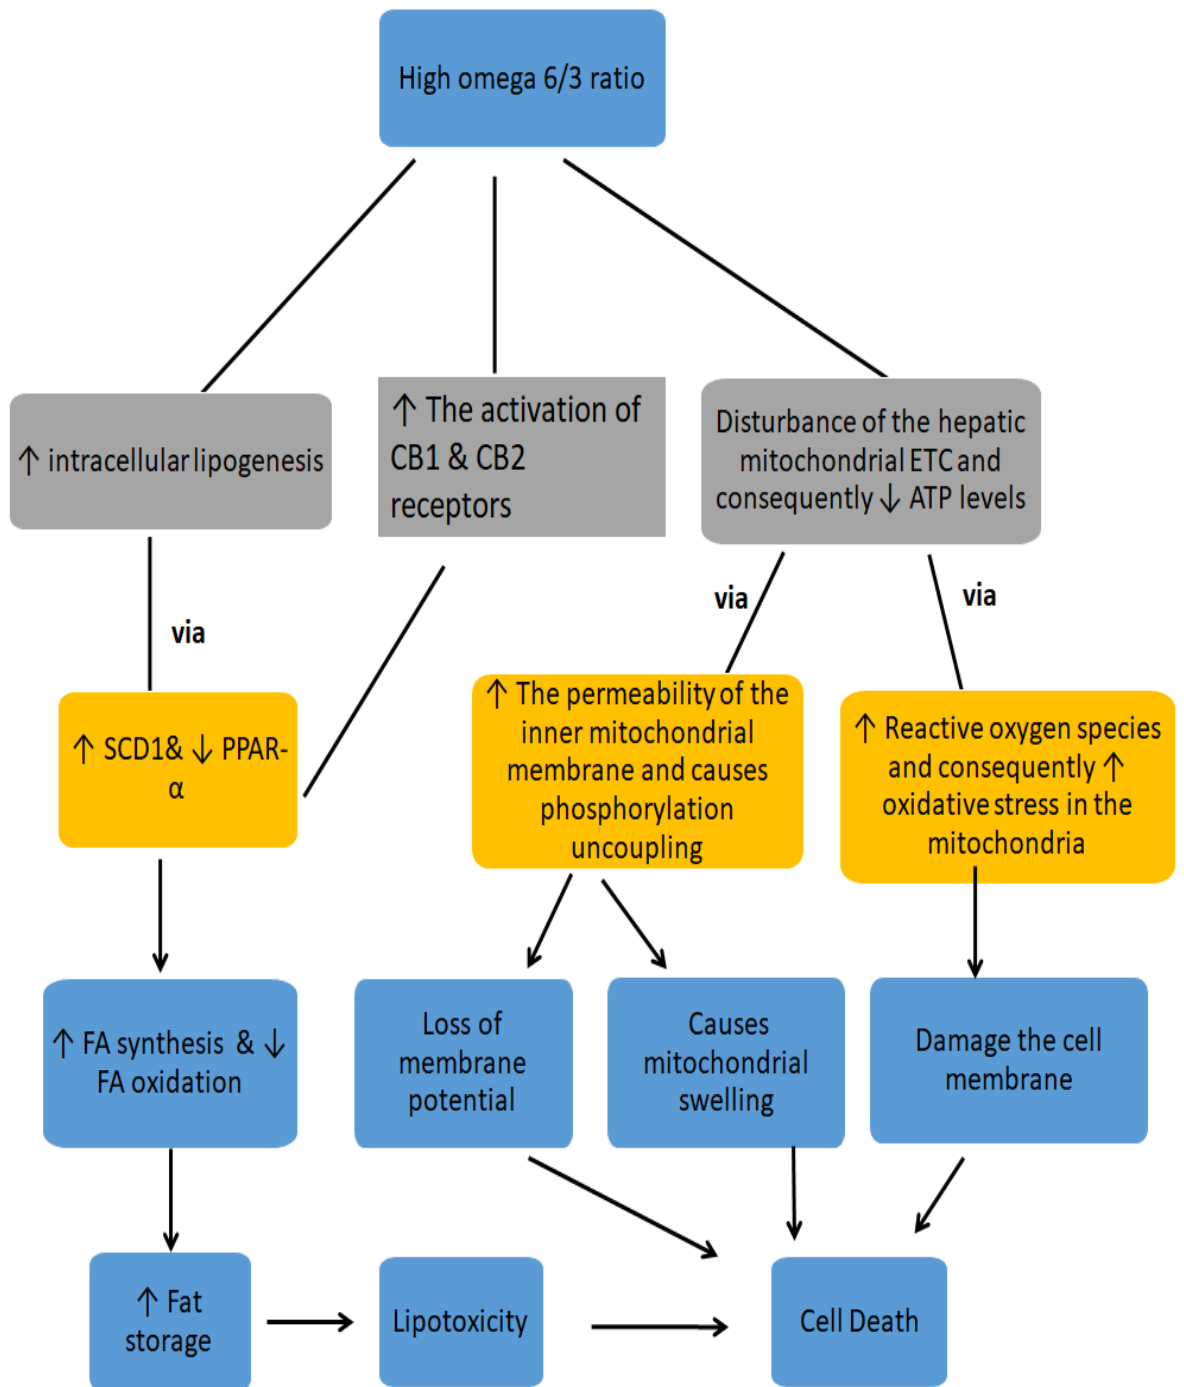 High omega 6/3 ratio
↑ intracellular lipogenesis
↑ The activation of
CB1 & CB2
receptors
Disturbance of the hepatic
mitochondrial ETC and
consequently ↓ ATP levels
via
via
via
↑ SCD1& ↓ PPAR-
α
↑ The permeability of the
inner mitochondrial
membrane and causes
phosphorylation
uncoupling
↑ Reactive oxygen species
and consequently ↑
oxidative stress in the
mitochondria
↑ FA synthesis & ↓
FA oxidation
Loss of
membrane
potential
Causes
mitochondrial
swelling
Damage the cell
membrane
↑ Fat
storage
Lipotoxicity
Cell Death